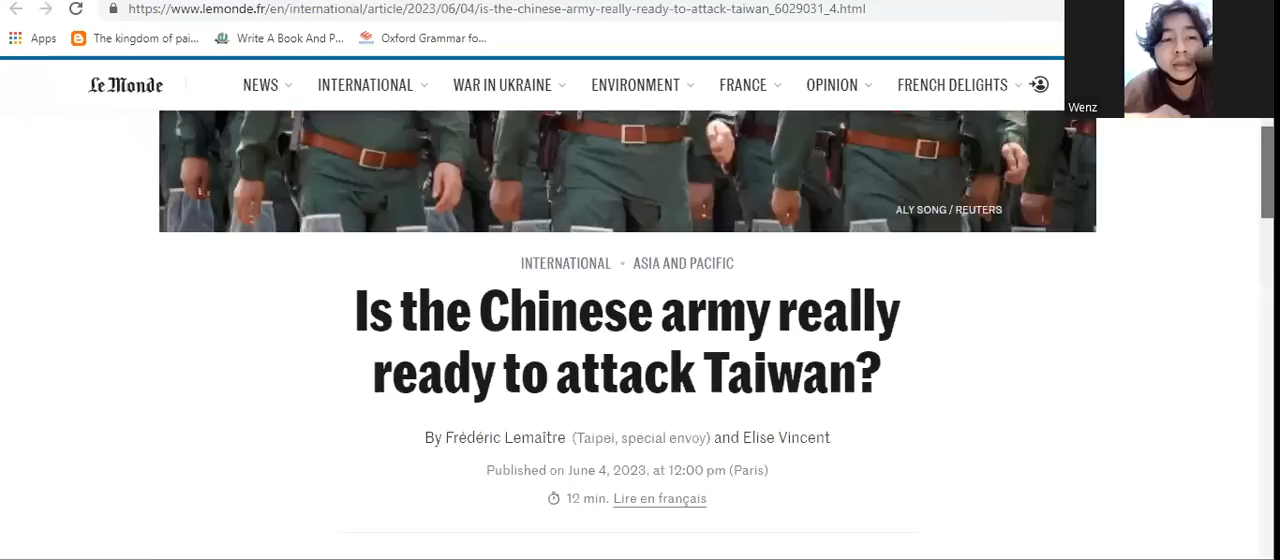 https://www.lemonde.fr/en/international/article/2023/06/04/is-the-chinese-army-really-ready-to-attack-taiwan_6029031_4.html
Apps The kingdom of pai... Write A Book And P... Oxford Grammar fo...
Le Monde NEWS INTERNATIONAL WAR IN UKRAINE ENVIRONMENT FRANCE OPINION FRENCH DELIGHTS
Wenz
ALY SONG / REUTERS
INTERNATIONAL • ASIA AND PACIFIC
Is the Chinese army really
ready to attack Taiwan?
By Frédéric Lemaître (Taipei, special envoy) and Elise Vincent
Published on June 4, 2023, at 12:00 pm (Paris)
12 min. Lire en français